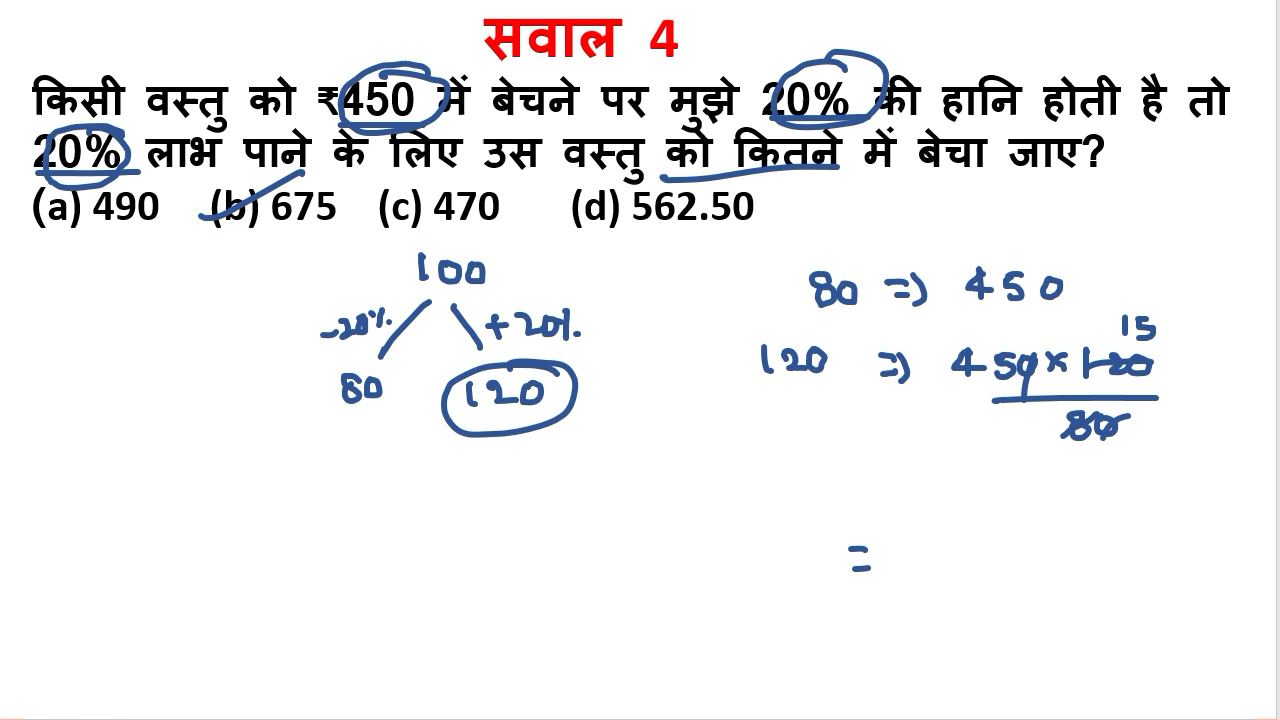 सवाल 4
किसी वस्तु को ₹450 में बेचने पर मुझे 20% की हानि होती है तो
20% लाभ पाने के लिए उस वस्तु को कितने में बेचा जाए?
(a) 490 (b) 675 (c) 470 (d) 562.50
100
-20% +20%
80 120
80 => 450
15
120 => 450 × 120
80
=